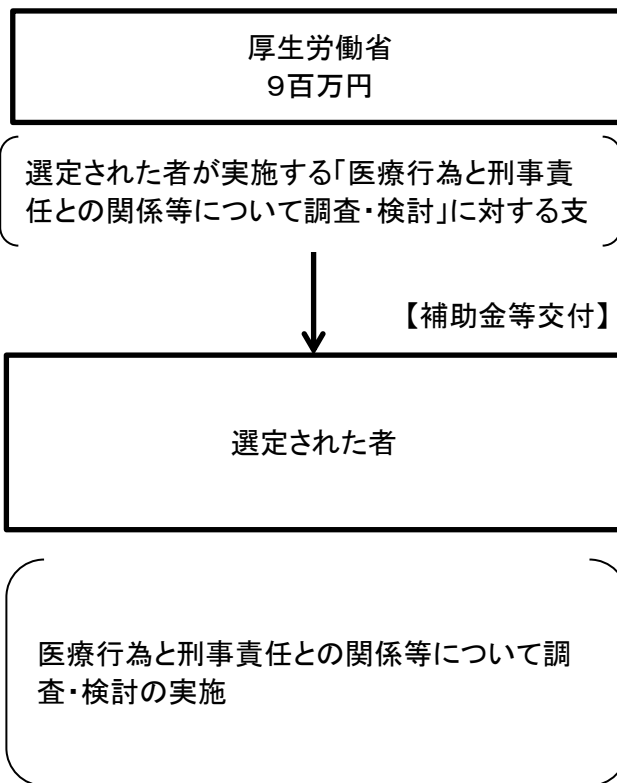 厚生労働省
９百万円
選定された者が実施する「医療行為と刑事責
任との関係等について調査・検討」に対する支
【補助金等交付】
選定された者
医療行為と刑事責任との関係等について調
査・検討の実施